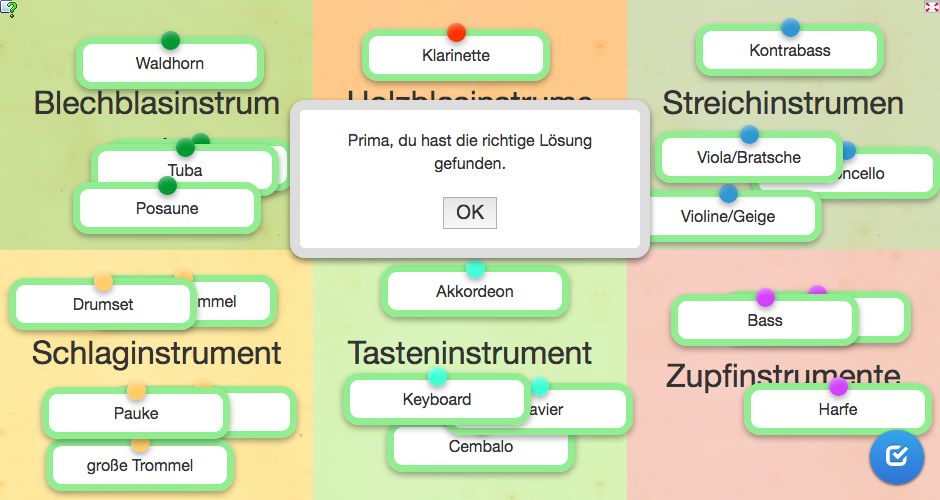 Waldhorn
Klarinette
Kontrabass
Blechblasinstrum
Holzblasinstrume
Streichinstrumen
Prima, du hast die richtige Lösung
gefunden.
OK
Tuba
Posaune
Viola/Bratsche
oncello
Violine/Geige
Drumset
mmel
Akkordeon
Bass
Schlaginstrument
Tasteninstrument
Zupfinstrumente
Pauke
große Trommel
Keyboard
avier
Cembalo
Harfe